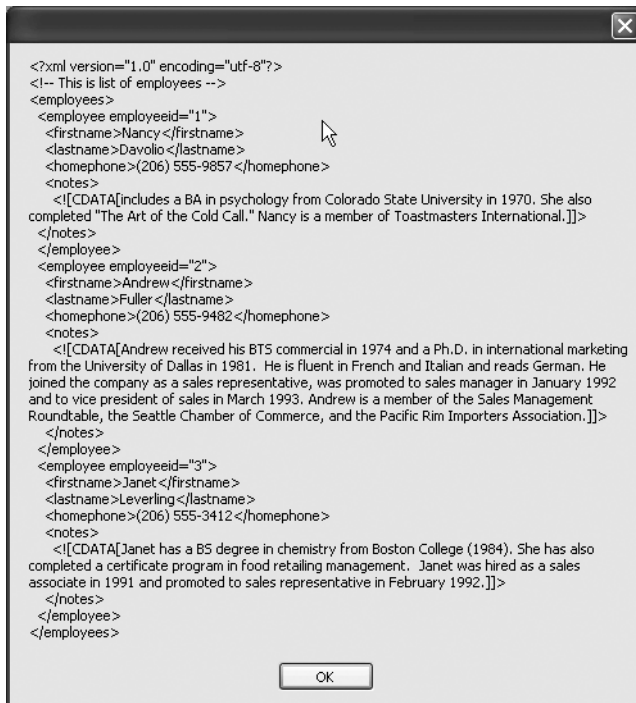 <?xml version="1.0" encoding="utf-8"?>
<!-- This is list of employees -->
<employees>
<employee employeeid="1">
<firstname>Nancy</firstname>
<lastname>Davolio</lastname>
<homephone>(206) 555-9857</homephone>
<notes>
<![CDATA[includes a BA in psychology from Colorado State University in 1970. She also
completed "The Art of the Cold Call." Nancy is a member of Toastmasters International.]]>
</notes>
</employee>
<employee employeeid="2">
<firstname>Andrew</firstname>
<lastname>Fuller</lastname>
<homephone>(206) 555-9482</homephone>
<notes>
<![CDATA[Andrew received his BTS commercial in 1974 and a Ph.D. in international marketing
from the University of Dallas in 1981.  He is fluent in French and Italian and reads German. He
joined the company as a sales representative, was promoted to sales manager in January 1992
and to vice president of sales in March 1993. Andrew is a member of the Sales Management
Roundtable, the Seattle Chamber of Commerce, and the Pacific Rim Importers Association.]]>
</notes>
</employee>
<employee employeeid="3">
<firstname>Janet</firstname>
<lastname>Leverling</lastname>
<homephone>(206) 555-3412</homephone>
<notes>
<![CDATA[Janet has a BS degree in chemistry from Boston College (1984). She has also
completed a certificate program in food retailing management.  Janet was hired as a sales
associate in 1991 and promoted to sales representative in February 1992.]]>
</notes>
</employee>
</employees>
OK